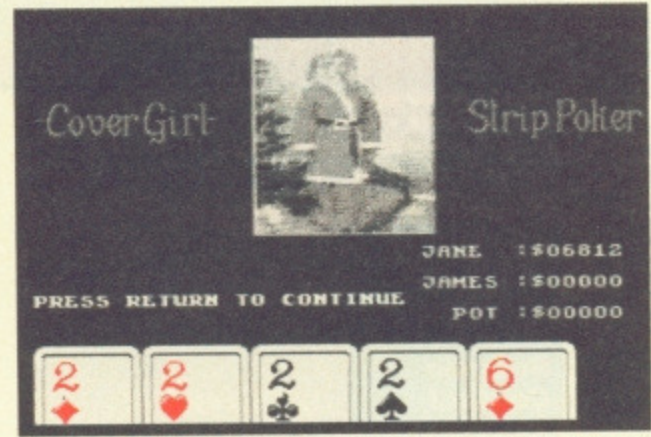 Cover Girl Strip Poker
JANE :$06812
JAMES :$00000
PRESS RETURN TO CONTINUE
POT :$00000
2 2 2 2 6